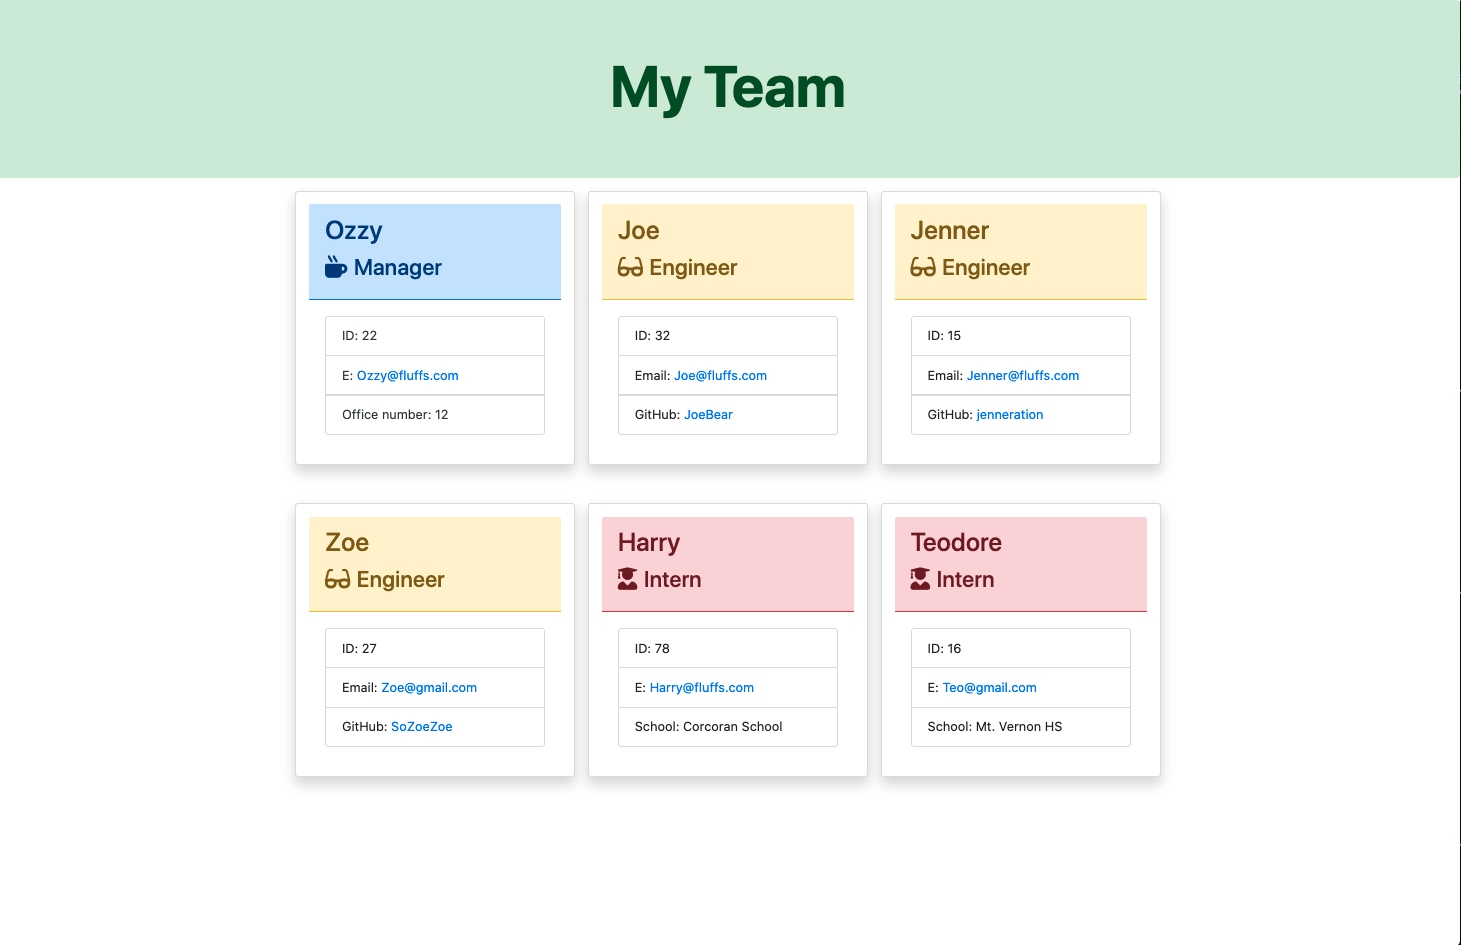 My Team
Ozzy
Manager
ID: 22
E: Ozzy@fluffs.com
Office number: 12
Joe
Engineer
ID: 32
Email: Joe@fluffs.com
GitHub: JoeBear
Jenner
Engineer
ID: 15
Email: Jenner@fluffs.com
GitHub: jenneration
Zoe
Engineer
ID: 27
Email: Zoe@gmail.com
GitHub: SoZoeZoe
Harry
Intern
ID: 78
E: Harry@fluffs.com
School: Corcoran School
Teodore
Intern
ID: 16
E: Teo@gmail.com
School: Mt. Vernon HS